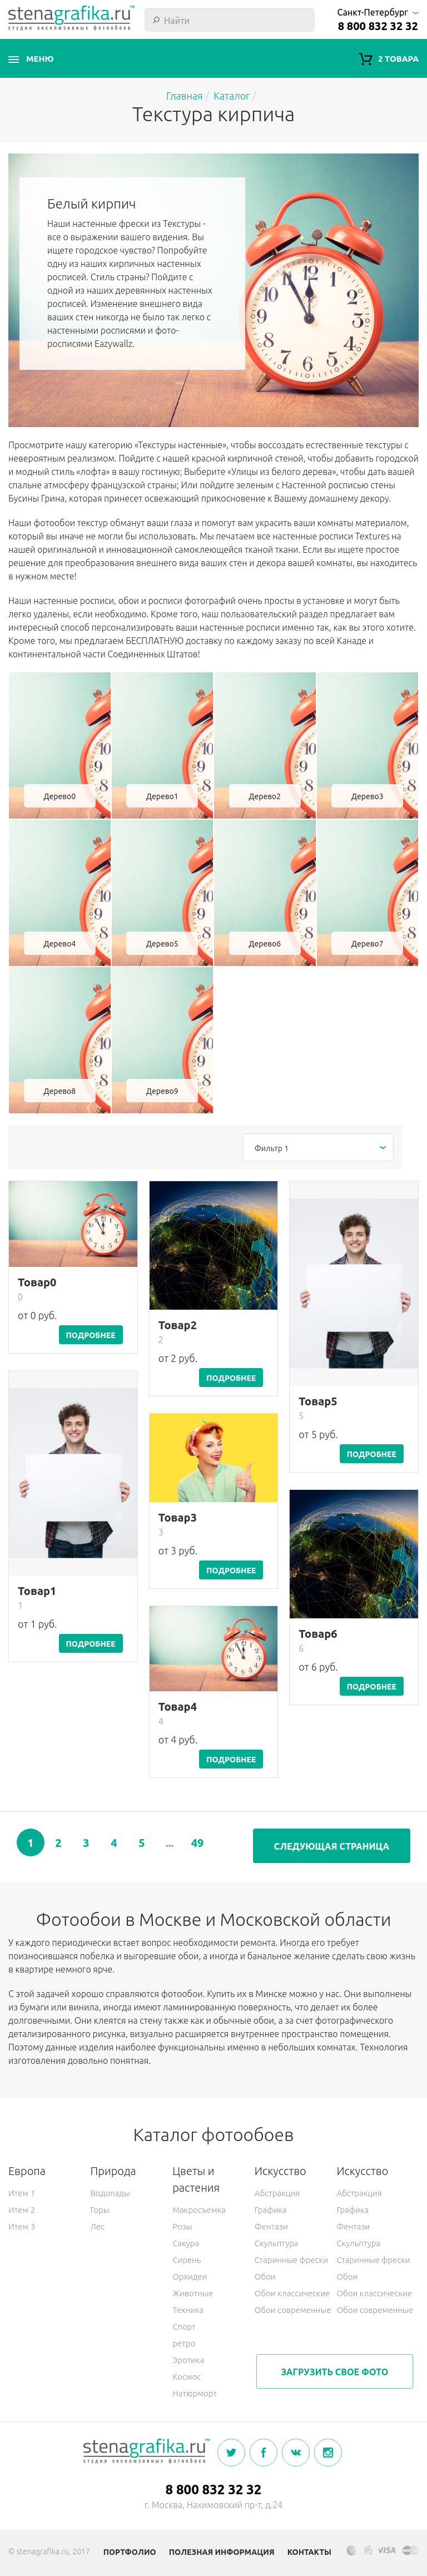 stenagrafika.ru™
студия эксклюзивных фотообоев
Найти
Санкт-Петербург
8 800 832 32 32
МЕНЮ
2 ТОВАРА
Главная / Каталог /
Текстура кирпича
Белый кирпич
Наши настенные фрески из Текстуры -
все о выражении вашего видения. Вы
ищете городское чувство? Попробуйте
одну из наших кирпичных настенных
росписей. Стиль страны? Пойдите с
одной из наших деревянных настенных
росписей. Изменение внешнего вида
ваших стен никогда не было так легко с
настенными росписями и фото-
росписями Eazywallz.
Просмотрите нашу категорию «Текстуры настенные», чтобы воссоздать естественные текстуры с
невероятным реализмом. Пойдите с нашей красной кирпичной стеной, чтобы добавить городской
и модный стиль «лофта» в вашу гостиную; Выберите «Улицы из белого дерева», чтобы дать вашей
спальне атмосферу французской страны; Или пойдите зеленым с Настенной росписью стены
Бусины Грина, которая принесет освежающий прикосновение к Вашему домашнему декору.
Наши фотообои текстур обманут ваши глаза и помогут вам украсить ваши комнаты материалом,
который вы иначе не могли бы использовать. Мы печатаем все настенные росписи Textures на
нашей оригинальной и инновационной самоклеющейся тканой ткани. Если вы ищете простое
решение для преобразования внешнего вида ваших стен и декора вашей комнаты, вы находитесь
в нужном месте!
Наши настенные росписи, обои и росписи фотографий очень просты в установке и могут быть
легко удалены, если необходимо. Кроме того, наш пользовательский раздел предлагает вам
интересный способ персонализировать ваши настенные росписи именно так, как вы этого хотите.
Кроме того, мы предлагаем БЕСПЛАТНУЮ доставку по каждому заказу по всей Канаде и
континентальной части Соединенных Штатов!
Дерево0
Дерево1
Дерево2
Дерево3
Дерево4
Дерево5
Дерево6
Дерево7
Дерево8
Дерево9
Фильтр 1
Товар0
0
от 0 руб.
ПОДРОБНЕЕ
Товар1
1
от 1 руб.
ПОДРОБНЕЕ
Товар2
2
от 2 руб.
ПОДРОБНЕЕ
Товар3
3
от 3 руб.
ПОДРОБНЕЕ
Товар4
4
от 4 руб.
ПОДРОБНЕЕ
Товар5
5
от 5 руб.
ПОДРОБНЕЕ
Товар6
6
от 6 руб.
ПОДРОБНЕЕ
1 2 3 4 5 ... 49
СЛЕДУЮЩАЯ СТРАНИЦА
Фотообои в Москве и Московской области
У каждого периодически встает вопрос необходимости ремонта. Иногда его требует
поизносившаяся побелка и выгоревшие обои, а иногда и банальное желание сделать свою жизнь
в квартире немного ярче.
С этой задачей хорошо справляются фотообои. Купить их в Минске можно у нас. Они выполнены
из бумаги или винила, иногда имеют ламинированную поверхность, что делает их более
долговечными. Они клеятся на стену также как и обычные обои, а за счет фотографического
детализированного рисунка, визуально расширяется внутреннее пространство помещения.
Поэтому данные изделия наиболее функциональны именно в небольших комнатах. Технология
изготовления довольно понятная.
Каталог фотообоев
Европа
Итем 1
Итем 2
Итем 3
Природа
Водопады
Горы
Лес
Цветы и
растения
Макросъемка
Розы
Сакура
Сирень
Орхидеи
Животные
Техника
Спорт
ретро
Эротика
Космос
Натюрморт
Искусство
Абстракция
Графика
Фентази
Скульптура
Старинные фрески
Обои
Обои классические
Обои современные
Искусство
Абстракция
Графика
Фентази
Скульптура
Старинные фрески
Обои
Обои классические
Обои современные
ЗАГРУЗИТЬ СВОЕ ФОТО
stenagrafika.ru™
студия эксклюзивных фотообоев
8 800 832 32 32
г. Москва, Нахимовский пр-т, д.24
© stenagrafika.ru, 2017
ПОРТФОЛИО
ПОЛЕЗНАЯ ИНФОРМАЦИЯ
КОНТАКТЫ
VISA